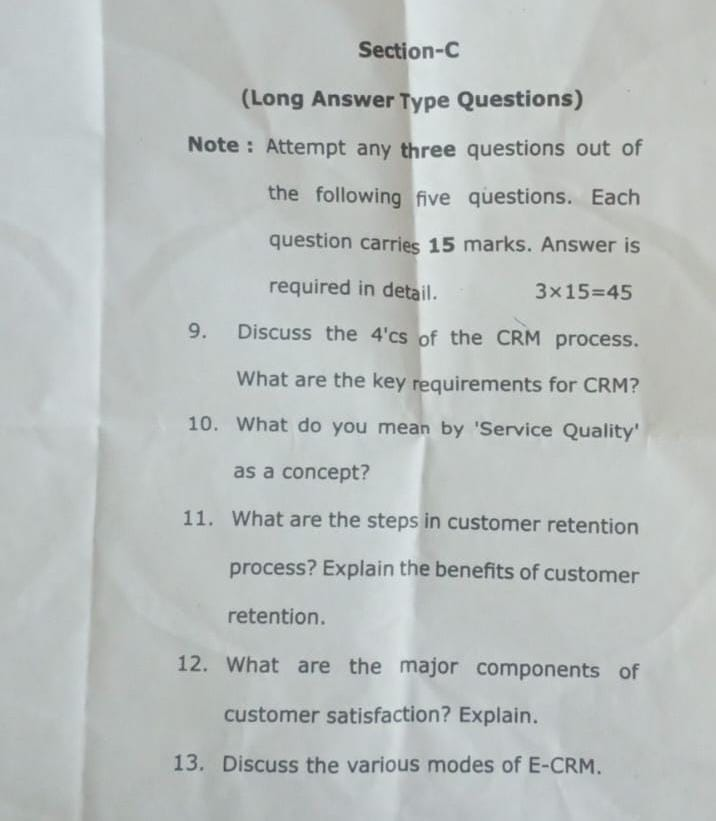 Section-C
(Long Answer Type Questions)
Note : Attempt any three questions out of
the following five questions. Each
question carries 15 marks. Answer is
required in detail. 3×15=45
9. Discuss the 4'cs of the CRM process.
What are the key requirements for CRM?
10. What do you mean by 'Service Quality'
as a concept?
11. What are the steps in customer retention
process? Explain the benefits of customer
retention.
12. What are the major components of
customer satisfaction? Explain.
13. Discuss the various modes of E-CRM.